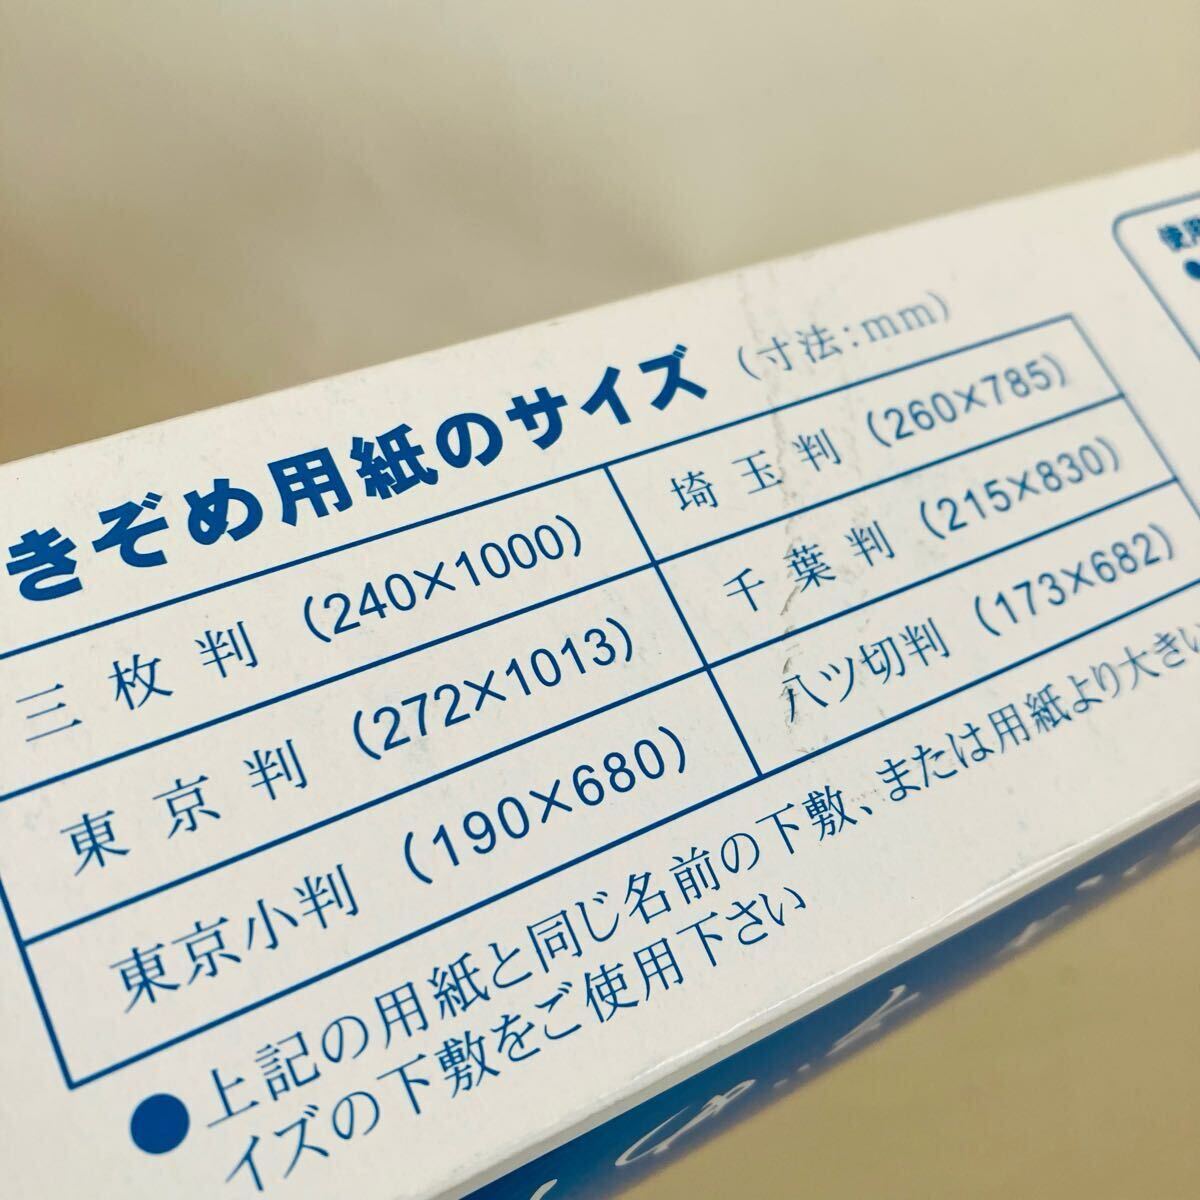 きぞめ用紙のサイズ (寸法:mm)
三枚判 (240×1000)
埼玉判 (260×785)
東京判 (272×1013)
千葉判 (215×830)
東京小判 (190×680)
八ツ切判 (173×682)
●上記の用紙と同じ名前の下敷、または用紙より大きい
イズの下敷をご使用下さい
使用